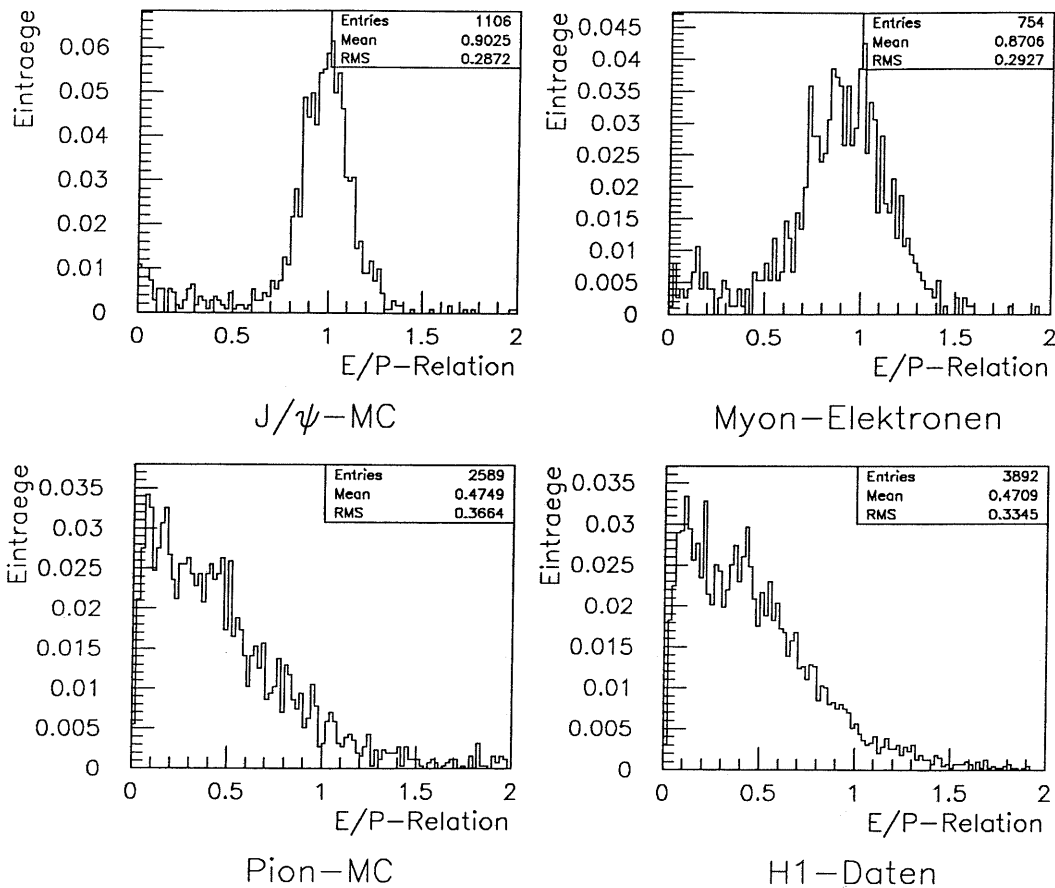 Entries 1106
Mean 0.9025
RMS 0.2872
Eintraege
0.06
0.05
0.04
0.03
0.02
0.01
0
0 0.5 1 1.5 2
E/P-Relation
J/ψ-MC
Entries 754
Mean 0.8706
RMS 0.2927
Eintraege
0.045
0.04
0.035
0.03
0.025
0.02
0.015
0.01
0.005
0
0 0.5 1 1.5 2
E/P-Relation
Myon-Elektronen
Entries 2589
Mean 0.4749
RMS 0.3664
Eintraege
0.035
0.03
0.025
0.02
0.015
0.01
0.005
0
0 0.5 1 1.5 2
E/P-Relation
Pion-MC
Entries 3892
Mean 0.4709
RMS 0.3345
Eintraege
0.035
0.03
0.025
0.02
0.015
0.01
0.005
0
0 0.5 1 1.5 2
E/P-Relation
H1-Daten